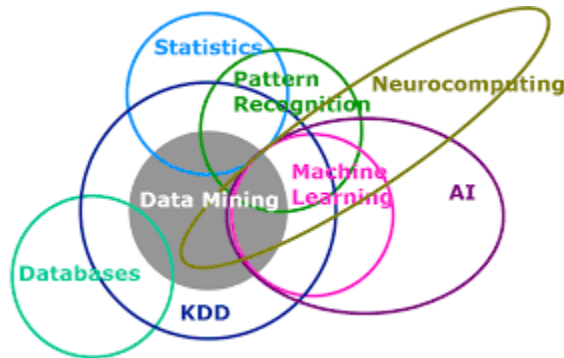 Statistics
Pattern
Recognition
Neurocomputing
Machine
Learning
Data Mining
AI
Databases
KDD